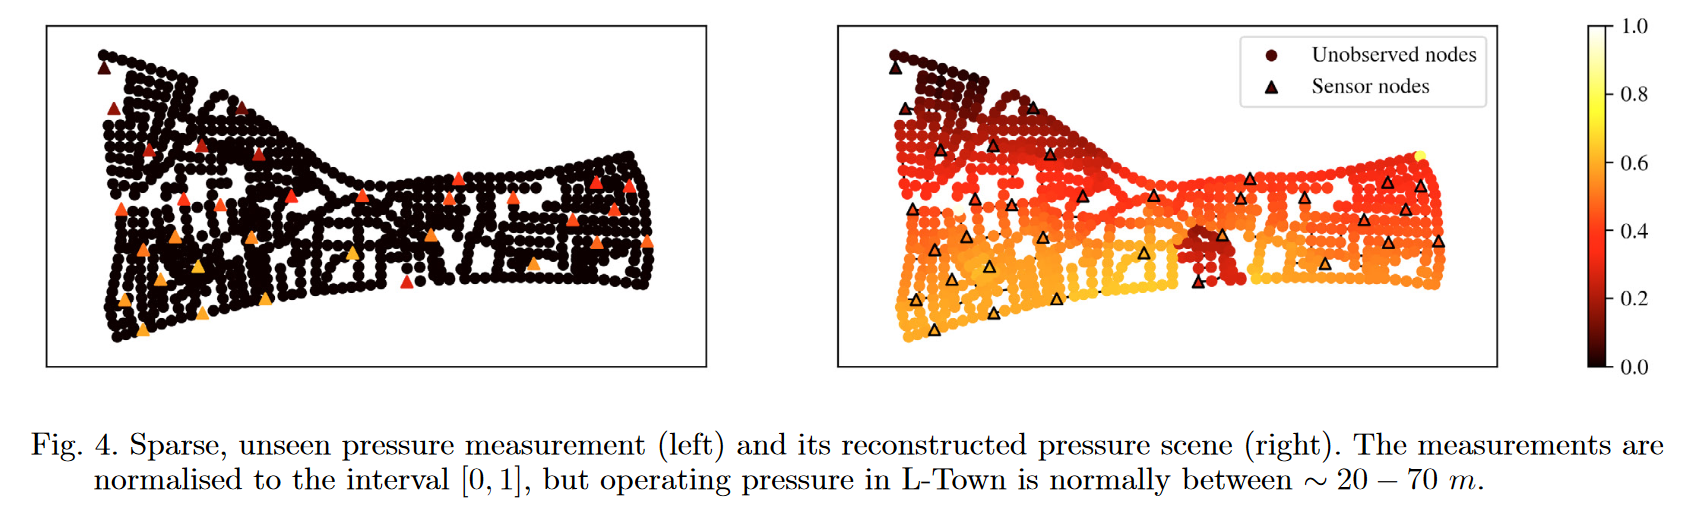 Unobserved nodes
Sensor nodes
1.0
0.8
0.6
0.4
0.2
0.0
Fig. 4. Sparse, unseen pressure measurement (left) and its reconstructed pressure scene (right). The measurements are
normalised to the interval [0, 1], but operating pressure in L-Town is normally between ∼ 20 − 70 m.